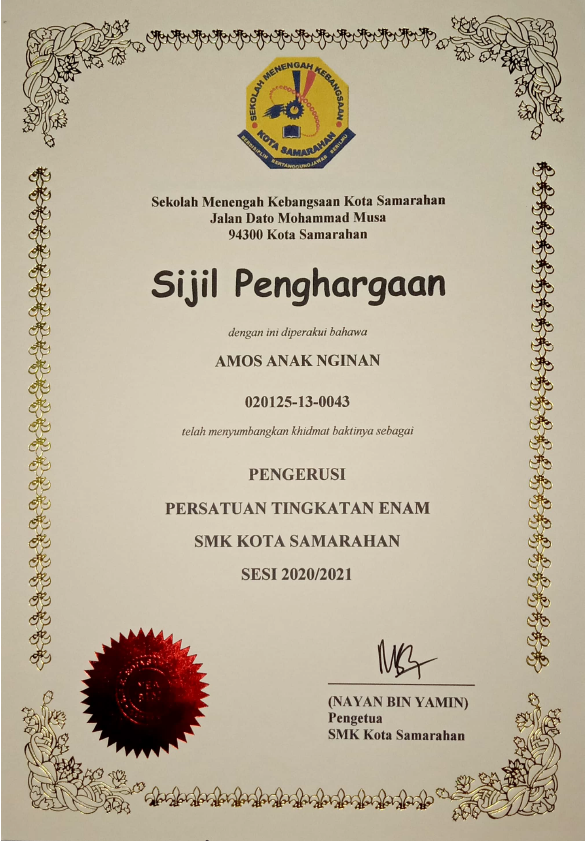 SEKOLAH MENENGAH KEBANGSAAN
KOTA SAMARAHAN
BERDISIPLIN BERTANGGUNGJAWAB BERILMU
Sekolah Menengah Kebangsaan Kota Samarahan
Jalan Dato Mohammad Musa
94300 Kota Samarahan
Sijil Penghargaan
dengan ini diperakui bahawa
AMOS ANAK NGINAN
020125-13-0043
telah menyumbangkan khidmat baktinya sebagai
PENGERUSI
PERSATUAN TINGKATAN ENAM
SMK KOTA SAMARAHAN
SESI 2020/2021
(NAYAN BIN YAMIN)
Pengetua
SMK Kota Samarahan